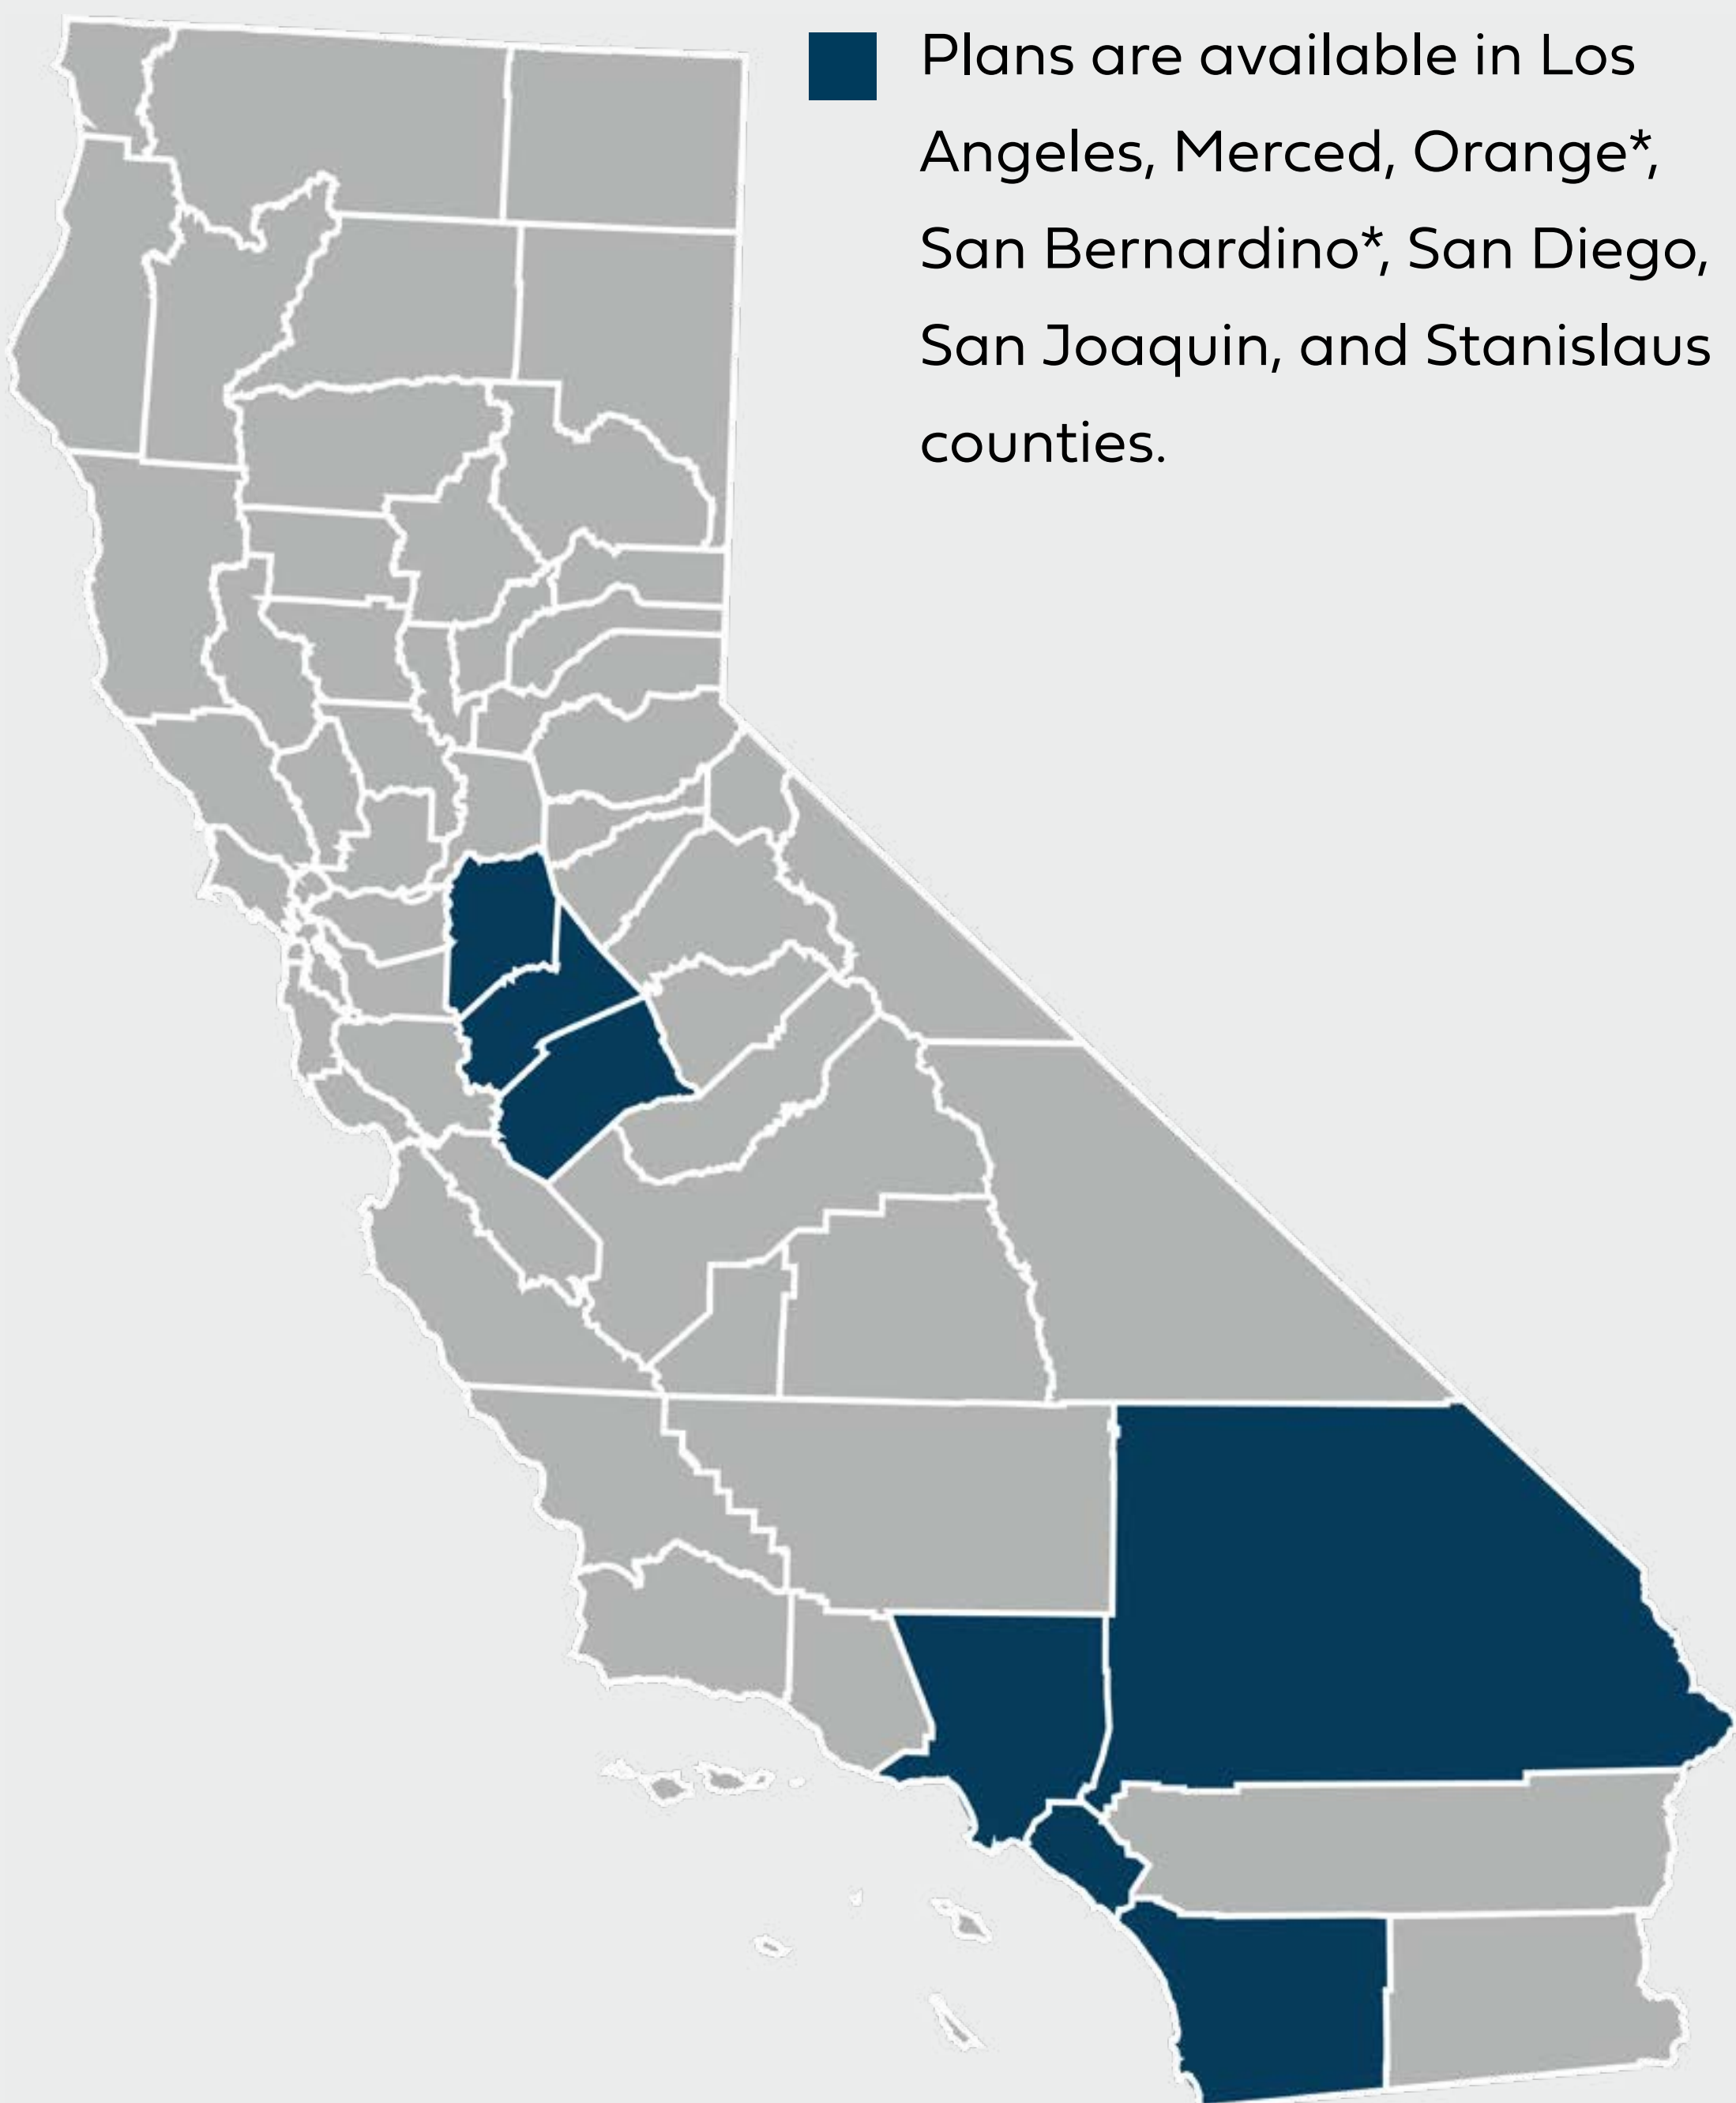 Plans are available in Los
Angeles, Merced, Orange*,
San Bernardino*, San Diego,
San Joaquin, and Stanislaus
counties.